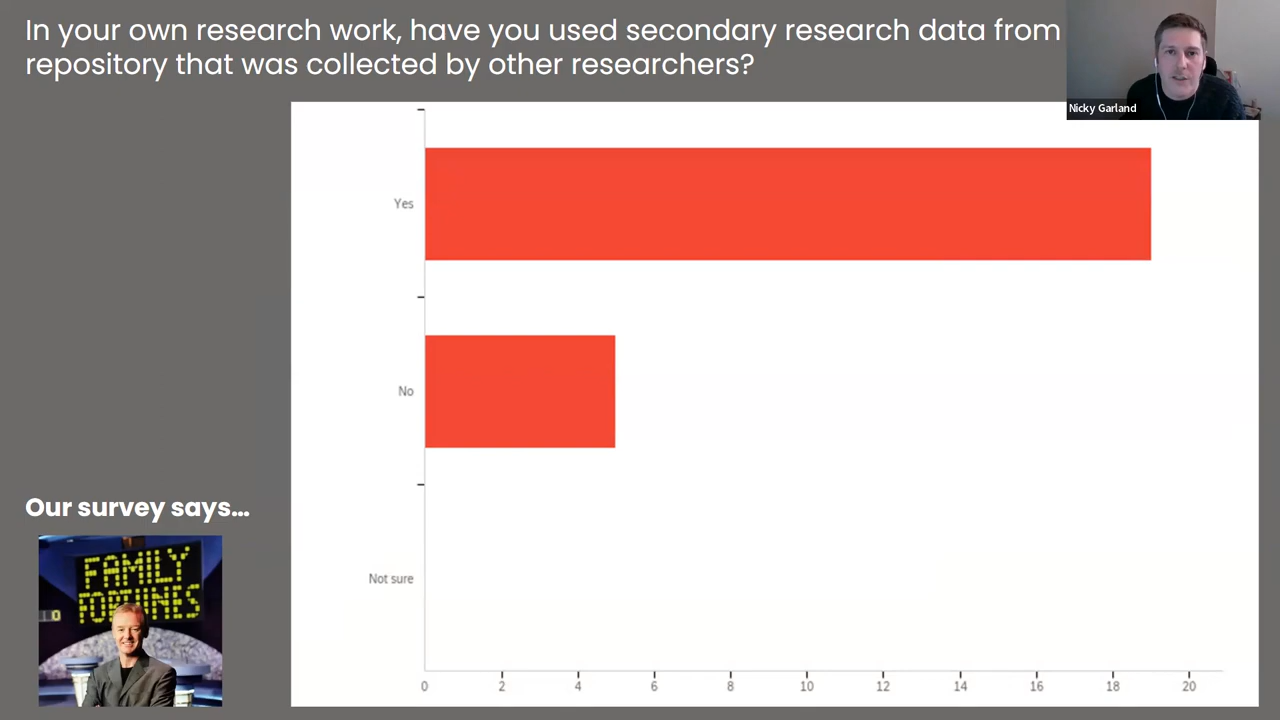 In your own research work, have you used secondary research data from
repository that was collected by other researchers?
Nicky Garland
Yes
No
Not sure
0 2 4 6 8 10 12 14 16 18 20
Our survey says…
FAMILY
FORTUNES